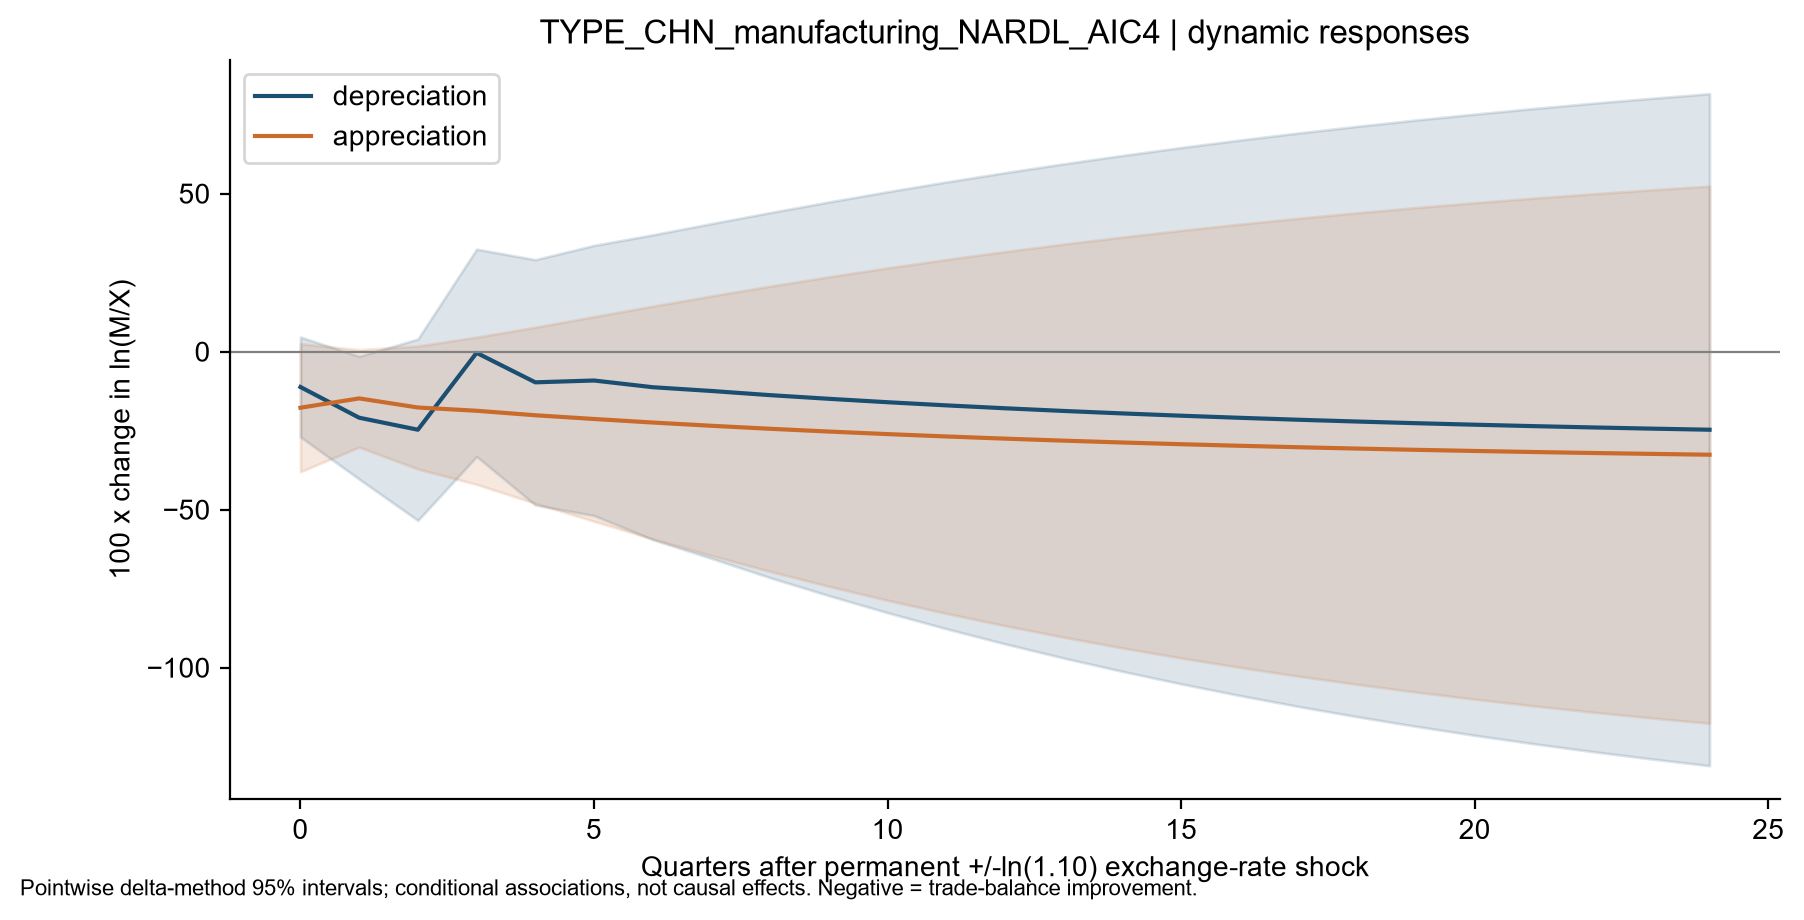 TYPE_CHN_manufacturing_NARDL_AIC4 | dynamic responses
depreciation
appreciation
100 x change in ln(M/X)
50
0
−50
−100
0
5
10
15
20
25
Quarters after permanent +/-ln(1.10) exchange-rate shock
Pointwise delta-method 95% intervals; conditional associations, not causal effects. Negative = trade-balance improvement.